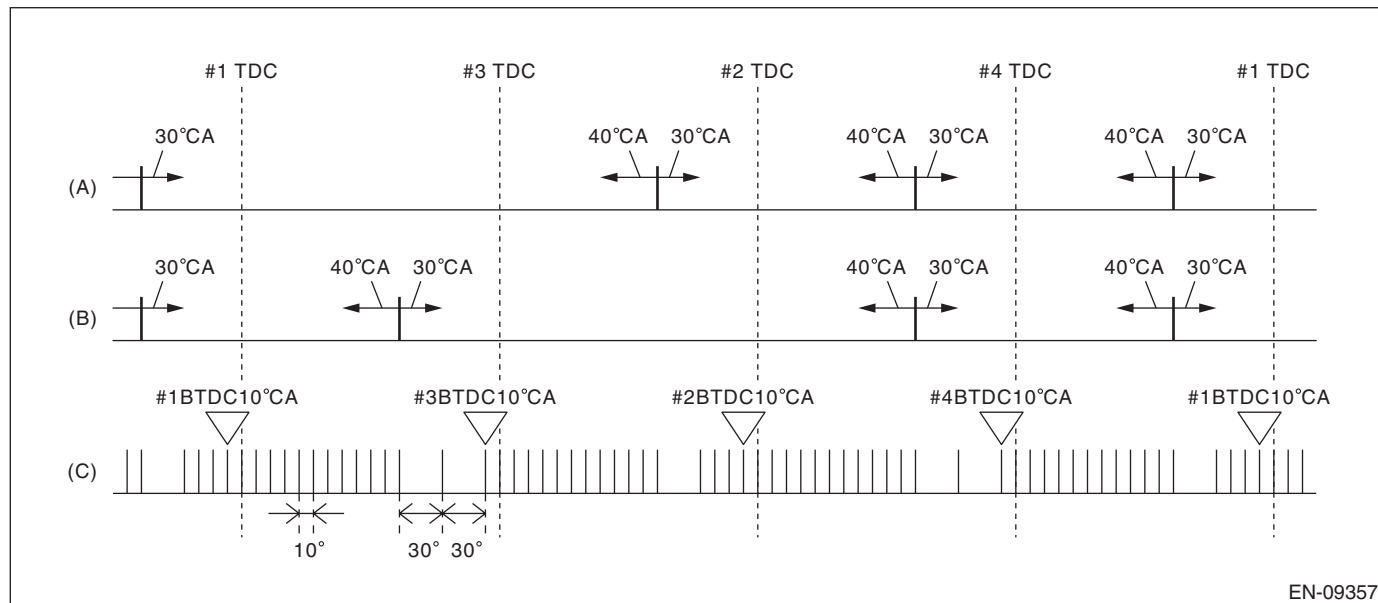 #1 TDC #3 TDC #2 TDC #4 TDC #1 TDC
30°CA 40°CA 30°CA 40°CA 30°CA 40°CA 30°CA
(A)
30°CA 40°CA 30°CA 40°CA 30°CA 40°CA 30°CA
(B)
#1BTDC10°CA #3BTDC10°CA #2BTDC10°CA #4BTDC10°CA #1BTDC10°CA
(C)
10° 30° 30°
EN-09357